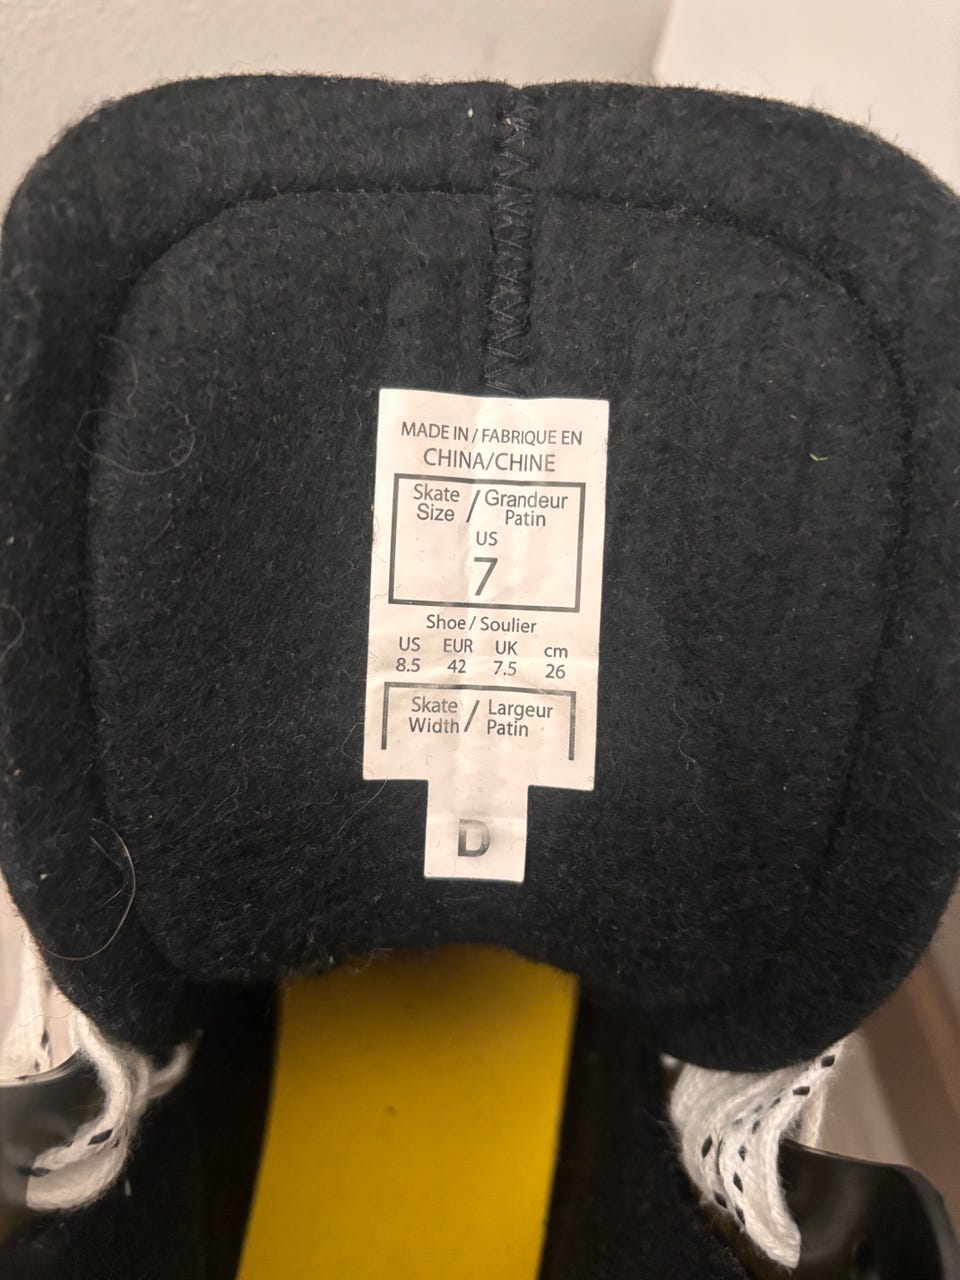 MADE IN / FABRIQUE EN
CHINA/CHINE
Skate / Grandeur
Size Patin
US
7
Shoe / Soulier
US EUR UK cm
8.5 42 7.5 26
Skate / Largeur
Width Patin
D